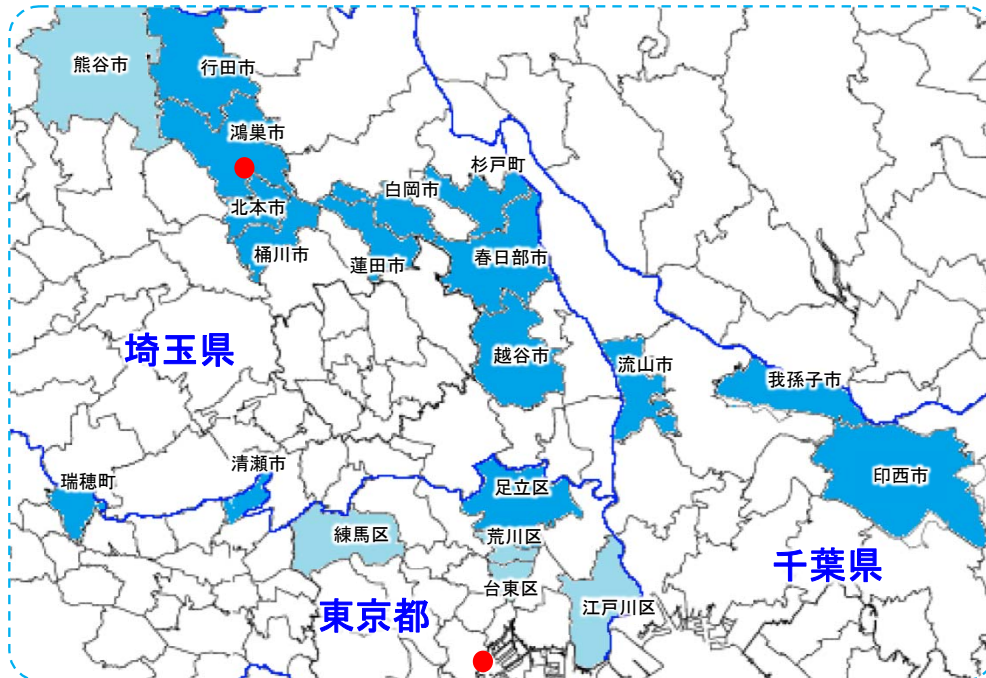 熊谷市
行田市
鴻巣市
杉戸町
白岡市
北本市
桶川市
蓮田市
春日部市
埼玉県
越谷市
流山市
我孫子市
清瀬市
瑞穂町
足立区
印西市
練馬区
荒川区
千葉県
台東区
東京都
江戸川区